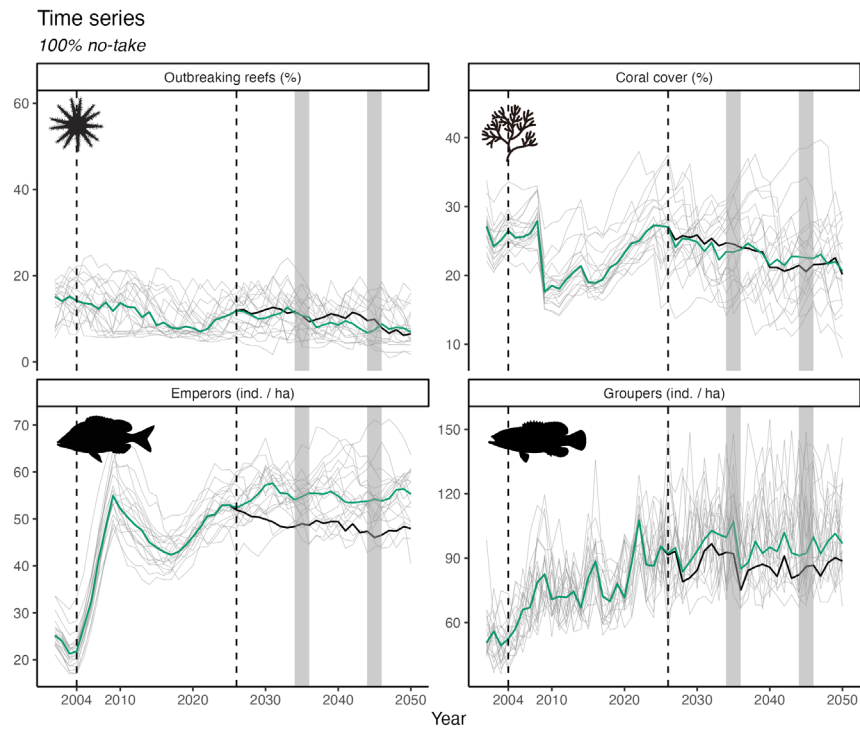 Time series
100% no-take
Outbreaking reefs (%)
Coral cover (%)
60
40
20
0
40
30
20
10
Emperors (ind. / ha)
Groupers (ind. / ha)
70
60
50
40
30
20
150
120
90
60
2004 2010 2020 2030 2040 2050
2004 2010 2020 2030 2040 2050
Year